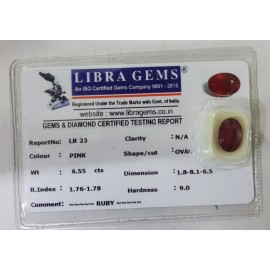 LIBRA GEMS
An ISO Certified Gems Company 9001 - 2015
Registered Under the Trade Marks with Govt. of India
website : www.libragems.co.in
GEMS & DIAMOND CERTIFIED TESTING REPORT
ReportNo: LR 23 Clarity : N/A
Colour : PINK Shape/cut : OVAL
Wt : 6.55 cts Dimension : 1.8-8.1-6.5
R.Index : 1.76-1.78 Hardness : 9.0
Comments : ~~~~~ RUBY ~~~~~